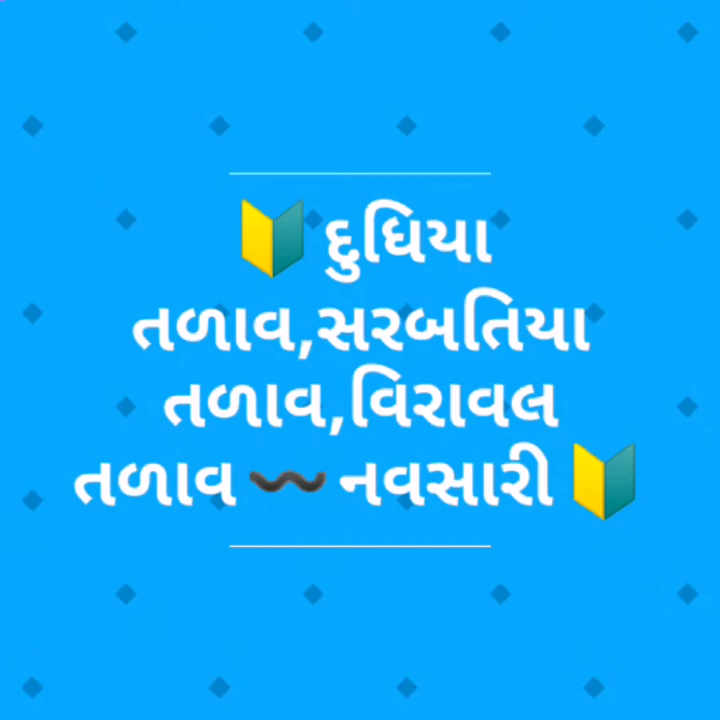 🔰 દુધિયા
તળાવ,સરબતિયા
તળાવ,વિરાવલ
તળાવ 〰️ નવસારી 🔰